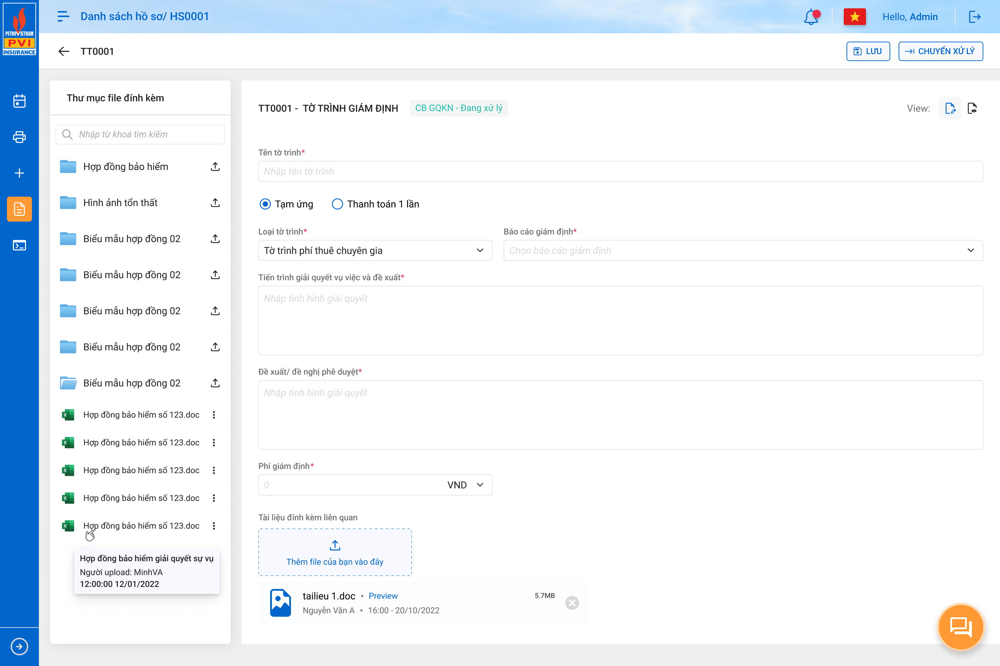 PETROVIETNAM
PVI
INSURANCE
Danh sách hồ sơ/ HS0001
Hello, Admin
TT0001
LƯU
CHUYỂN XỬ LÝ
Thư mục file đính kèm
Nhập từ khoá tìm kiếm
Hợp đồng bảo hiểm
Hình ảnh tổn thất
Biểu mẫu hợp đồng 02
Biểu mẫu hợp đồng 02
Biểu mẫu hợp đồng 02
Biểu mẫu hợp đồng 02
Biểu mẫu hợp đồng 02
X Hợp đồng bảo hiểm số 123.doc
X Hợp đồng bảo hiểm số 123.doc
X Hợp đồng bảo hiểm số 123.doc
X Hợp đồng bảo hiểm số 123.doc
X Hợp đồng bảo hiểm số 123.doc
Hợp đồng bảo hiểm giải quyết sự vụ
Người upload: MinhVA
12:00:00 12/01/2022
TT0001 - TỜ TRÌNH GIÁM ĐỊNH
CB GQKN - Đang xử lý
View:
Tên tờ trình*
Nhập tên tờ trình
Tạm ứng
Thanh toán 1 lần
Loại tờ trình*
Báo cáo giám định*
Tờ trình phí thuê chuyên gia
Chọn báo cáo giám định
Tiến trình giải quyết vụ việc và đề xuất*
Nhập tình hình giải quyết
Đề xuất/ đề nghị phê duyệt*
Nhập tình hình giải quyết
Phí giám định*
0 VND
Tài liệu đính kèm liên quan
Thêm file của bạn vào đây
tailieu 1.doc • Preview
5.7MB
Nguyễn Văn A • 16:00 - 20/10/2022